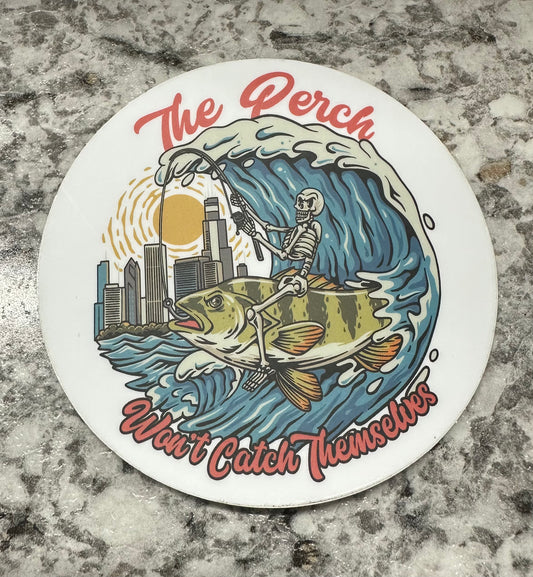 The Perch
Won't Catch Themselves